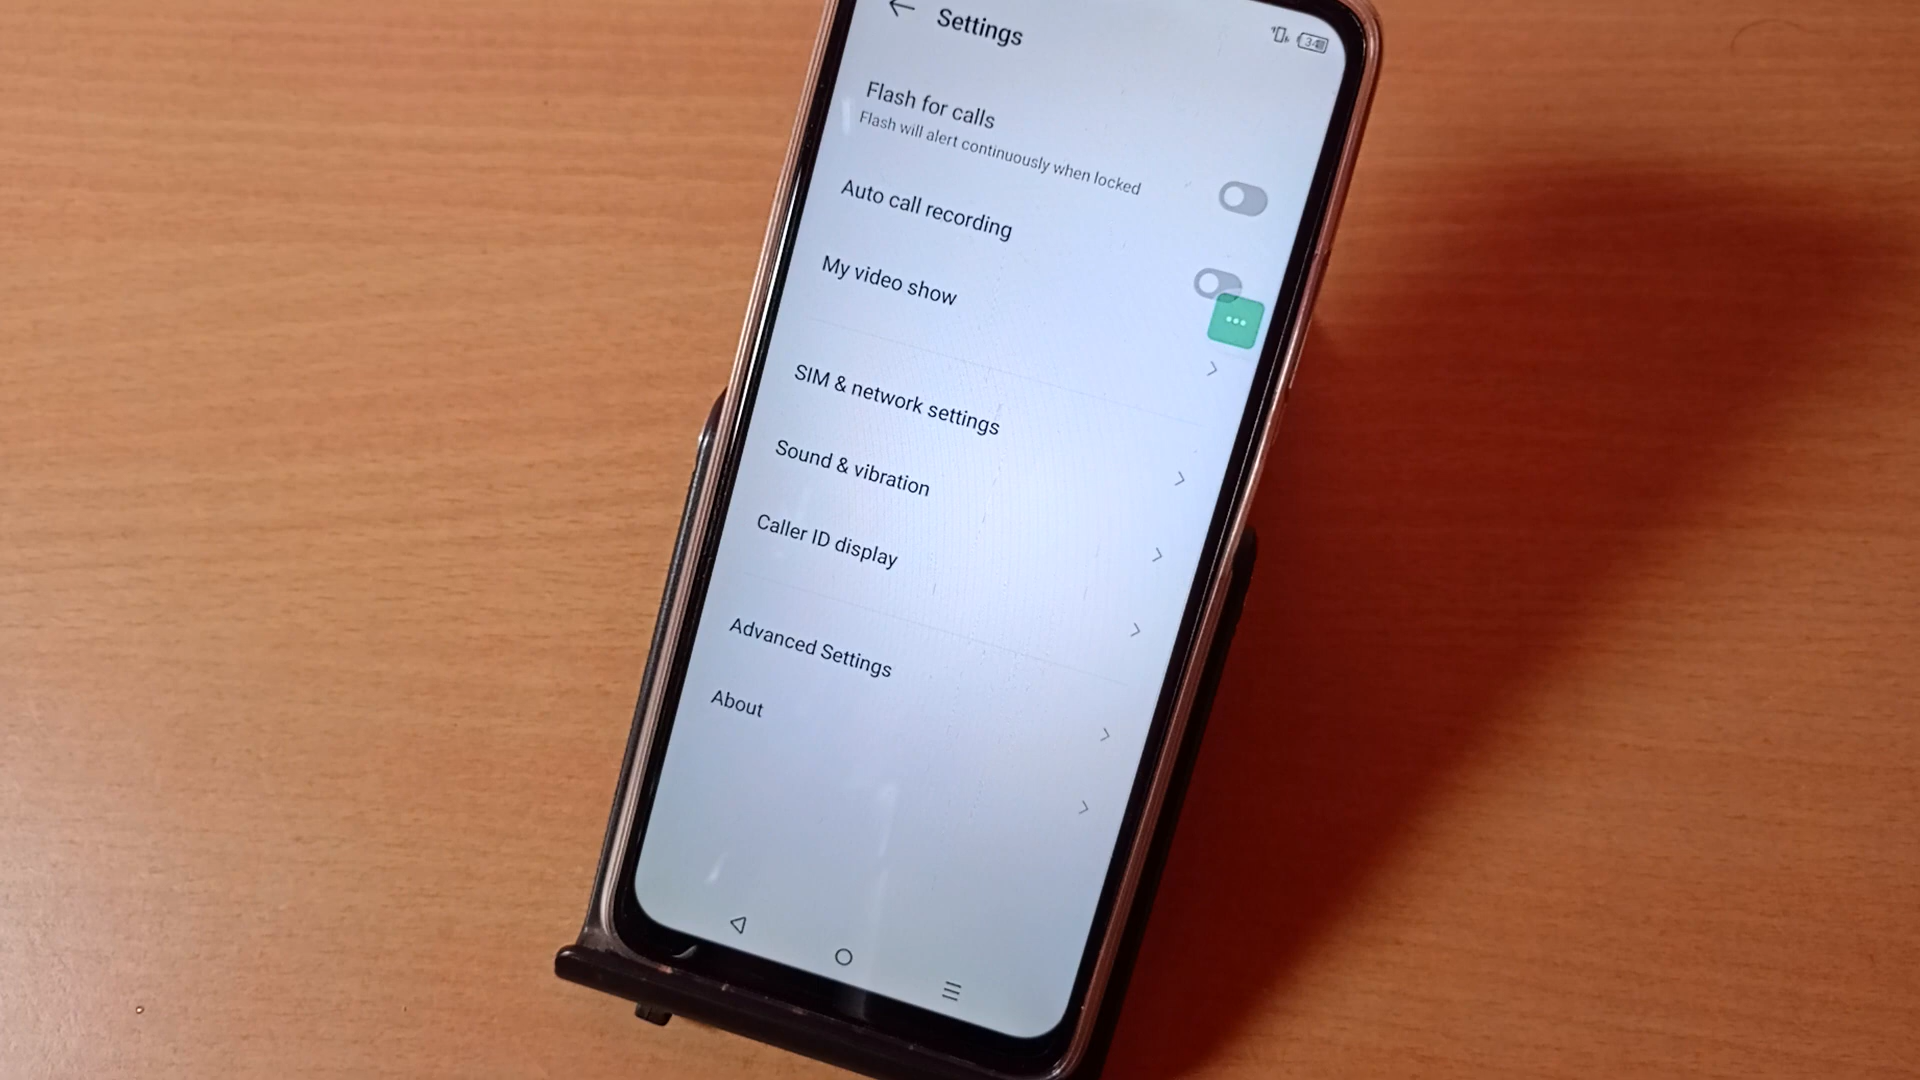 Settings
Flash for calls
Flash will alert continuously when locked
Auto call recording
My video show
SIM & network settings
Sound & vibration
Caller ID display
Advanced Settings
About